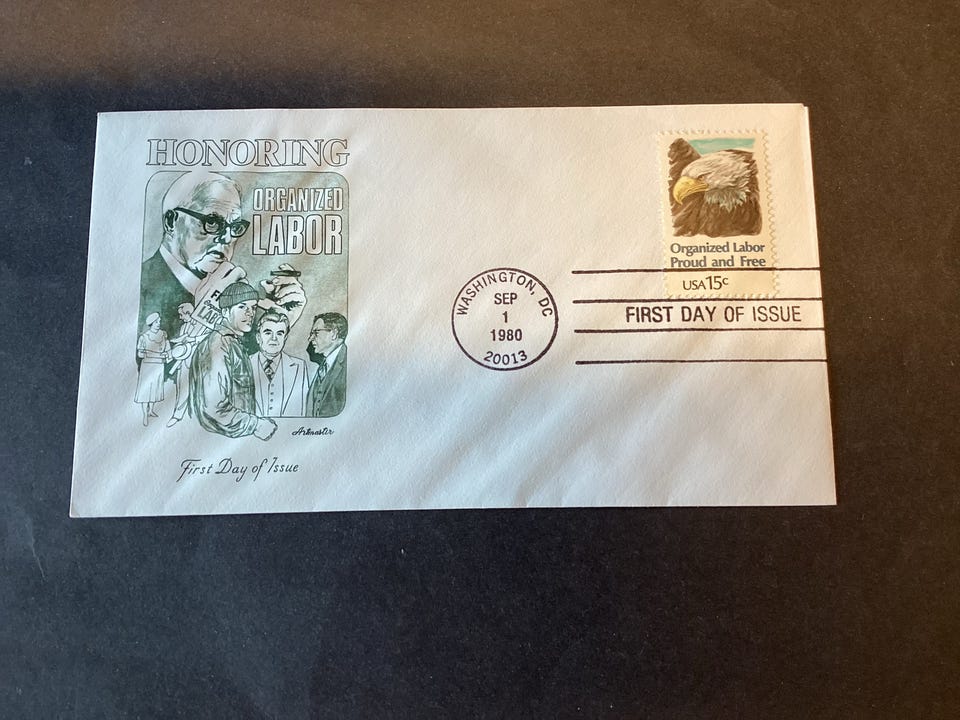 HONORING
ORGANIZED
LABOR
Artmaster
First Day of Issue
WASHINGTON, DC
SEP
1
1980
20013
Organized Labor
Proud and Free
USA 15c
FIRST DAY OF ISSUE